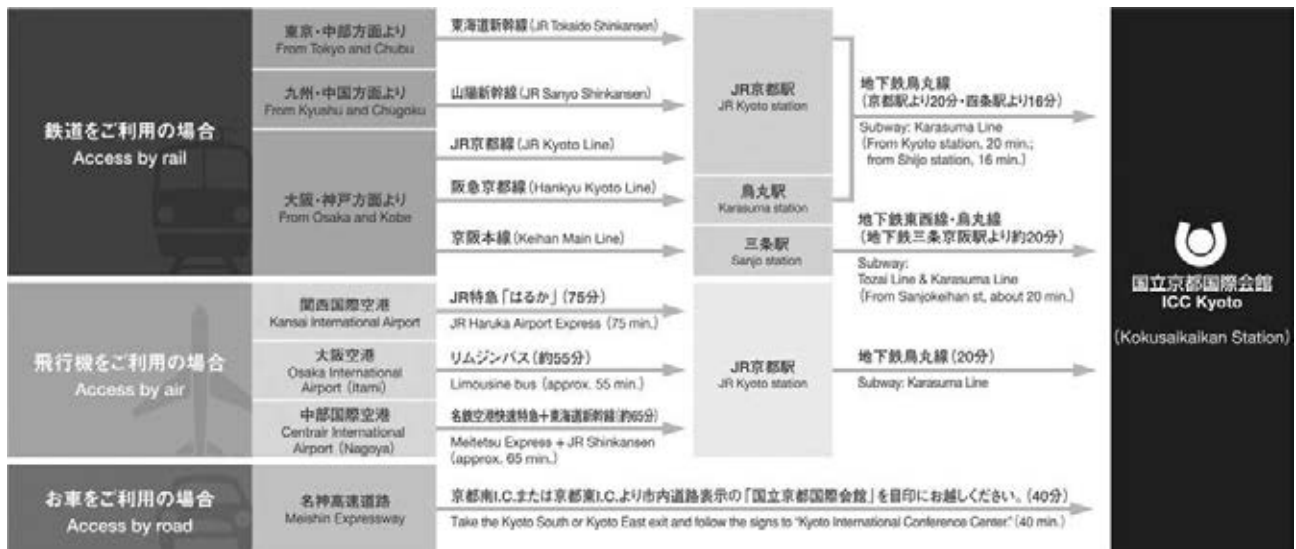 鉄道をご利用の場合
Access by rail
東京・中部方面より
From Tokyo and Chubu
東海道新幹線(JR Tokaido Shinkansen)
九州・中国方面より
From Kyushu and Chugoku
山陽新幹線(JR Sanyo Shinkansen)
大阪・神戸方面より
From Osaka and Kobe
JR京都線(JR Kyoto Line)
阪急京都線(Hankyu Kyoto Line)
京阪本線(Keihan Main Line)
JR京都駅
JR Kyoto station
烏丸駅
Karasuma station
三条駅
Sanjo station
地下鉄烏丸線
(京都駅より20分・四条駅より16分)
Subway: Karasuma Line
(From Kyoto station, 20 min.;
from Shijo station, 16 min.)
地下鉄東西線・烏丸線
(地下鉄三条京阪駅より約20分)
Subway:
Tozai Line & Karasuma Line
(From Sanjokeihan st, about 20 min.)
飛行機をご利用の場合
Access by air
関西国際空港
Kansai International Airport
JR特急「はるか」(75分)
JR Haruka Airport Express (75 min.)
大阪空港
Osaka International
Airport (Itami)
リムジンバス(約55分)
Limousine bus (approx. 55 min.)
中部国際空港
Centrair International
Airport (Nagoya)
名鉄空港快速特急+東海道新幹線(約65分)
Meitetsu Express + JR Shinkansen
(approx. 65 min.)
JR京都駅
JR Kyoto station
地下鉄烏丸線(20分)
Subway: Karasuma Line
お車をご利用の場合
Access by road
名神高速道路
Meishin Expressway
京都南I.C.または京都東I.C.より市内道路表示の「国立京都国際会館」を目印にお越しください。(40分)
Take the Kyoto South or Kyoto East exit and follow the signs to "Kyoto International Conference Center." (40 min.)
国立京都国際会館
ICC Kyoto
(Kokusaikaikan Station)